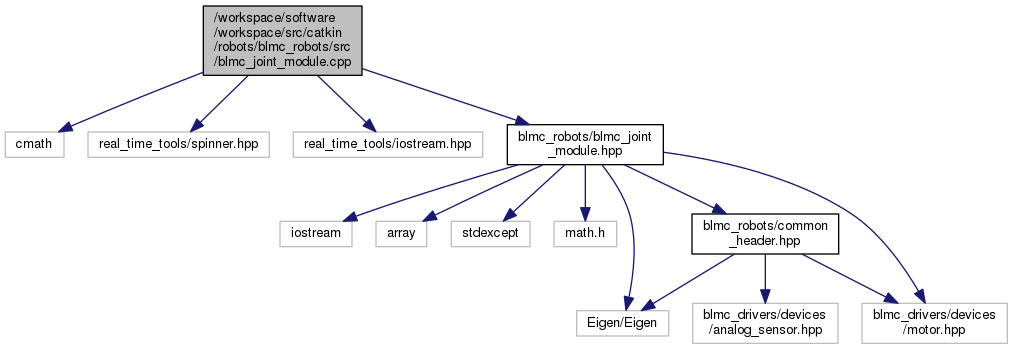 /workspace/software
/workspace/src/catkin
/robots/blmc_robots/src
/blmc_joint_module.cpp
cmath
real_time_tools/spinner.hpp
real_time_tools/iostream.hpp
blmc_robots/blmc_joint
_module.hpp
iostream
array
stdexcept
math.h
blmc_robots/common
_header.hpp
Eigen/Eigen
blmc_drivers/devices
/analog_sensor.hpp
blmc_drivers/devices
/motor.hpp